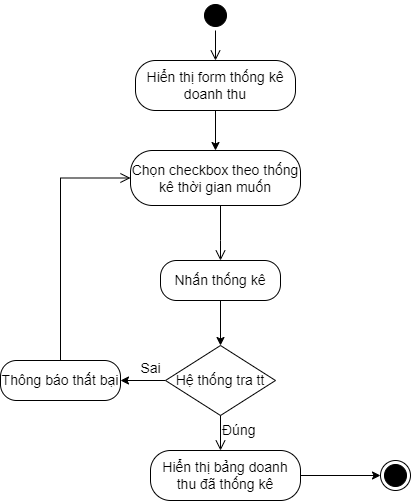 Hiển thị form thống kê
doanh thu
Chọn checkbox theo thống
kê thời gian muốn
Nhấn thống kê
Hệ thống tra tt
Sai
Thông báo thất bại
Đúng
Hiển thị bảng doanh
thu đã thống kê